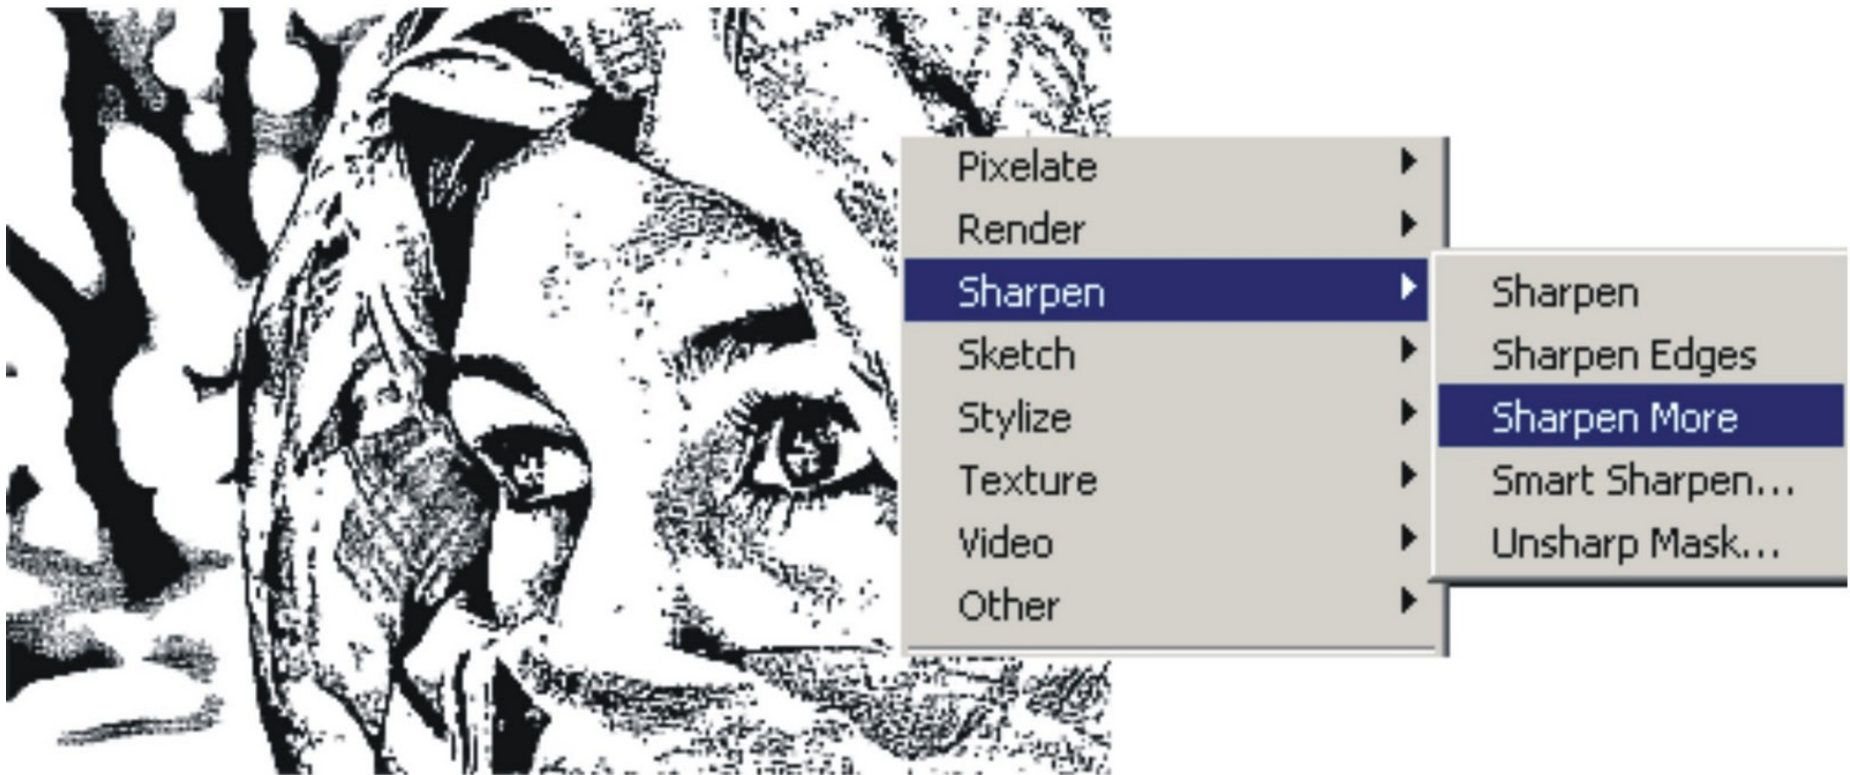 Pixelate
Render
Sharpen
Sketch
Stylize
Texture
Video
Other
Sharpen
Sharpen Edges
Sharpen More
Smart Sharpen...
Unsharp Mask...